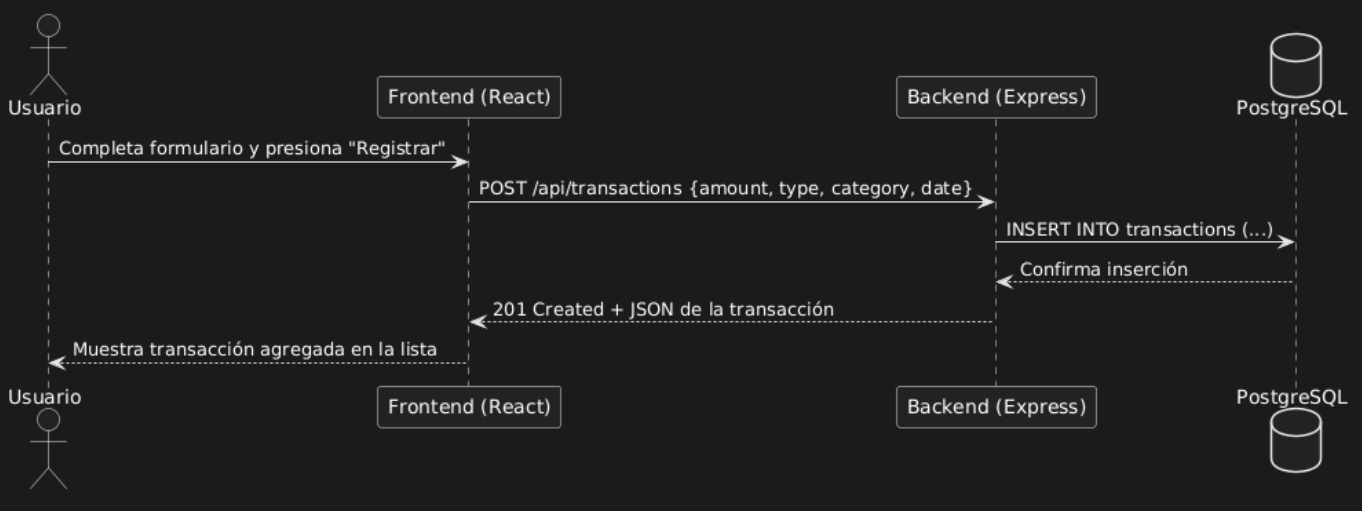 Usuario
Frontend (React)
Backend (Express)
PostgreSQL
Completa formulario y presiona "Registrar"
POST /api/transactions {amount, type, category, date}
INSERT INTO transactions (...)
Confirma inserción
201 Created + JSON de la transacción
Muestra transacción agregada en la lista
Usuario
Frontend (React)
Backend (Express)
PostgreSQL